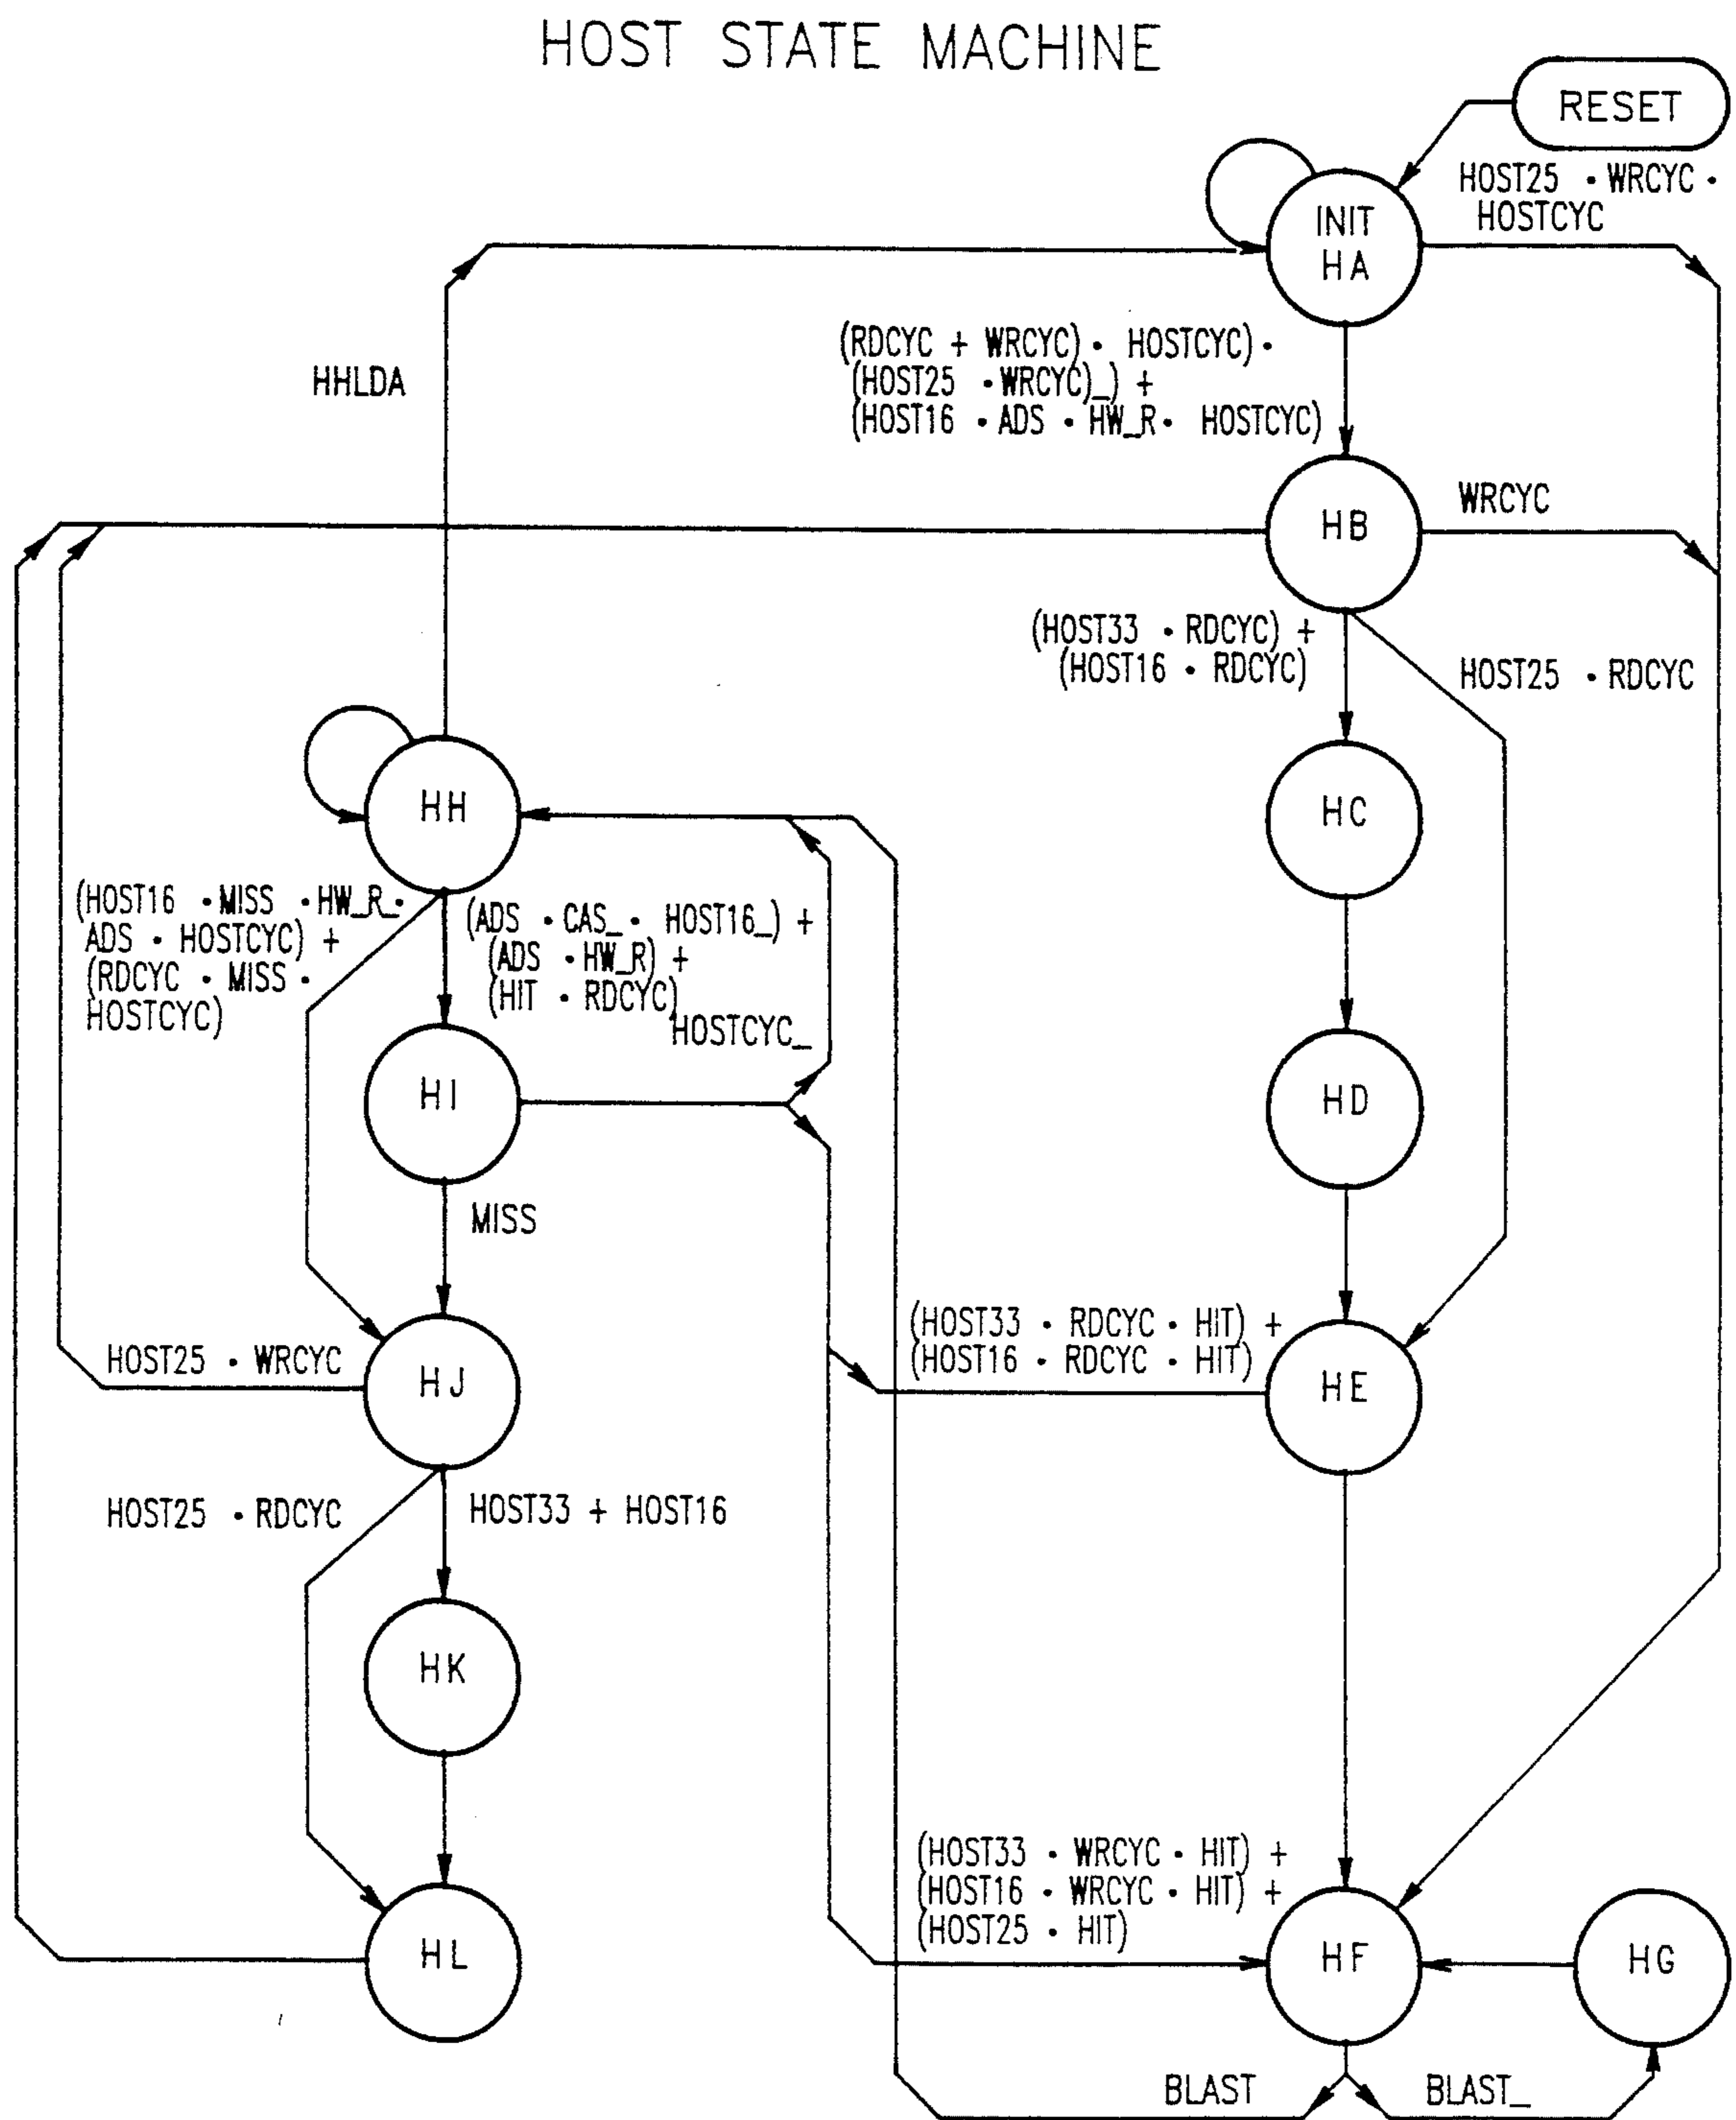 HOST STATE MACHINE
RESET
HOST25 · WRCYC ·
HOSTCYC
INIT
HA
(RDCYC + WRCYC) · HOSTCYC) ·
(HOST25 · WRCYC)_) +
(HOST16 · ADS · HW_R · HOSTCYC)
HHLDA
WRCYC
HB
(HOST33 · RDCYC) +
(HOST16 · RDCYC)
HOST25 · RDCYC
HH
HC
(HOST16 · MISS · HW_R_ ·
ADS · HOSTCYC) +
(RDCYC · MISS ·
HOSTCYC)
(ADS · CAS_ · HOST16_) +
(ADS · HW_R) +
(HIT · RDCYC)
HOSTCYC_
HI
HD
MISS
(HOST33 · RDCYC · HIT) +
(HOST16 · RDCYC · HIT)
HOST25 · WRCYC
HJ
HE
HOST25 · RDCYC
HOST33 + HOST16
HK
(HOST33 · WRCYC · HIT) +
(HOST16 · WRCYC · HIT) +
(HOST25 · HIT)
HL
HF
HG
BLAST
BLAST_